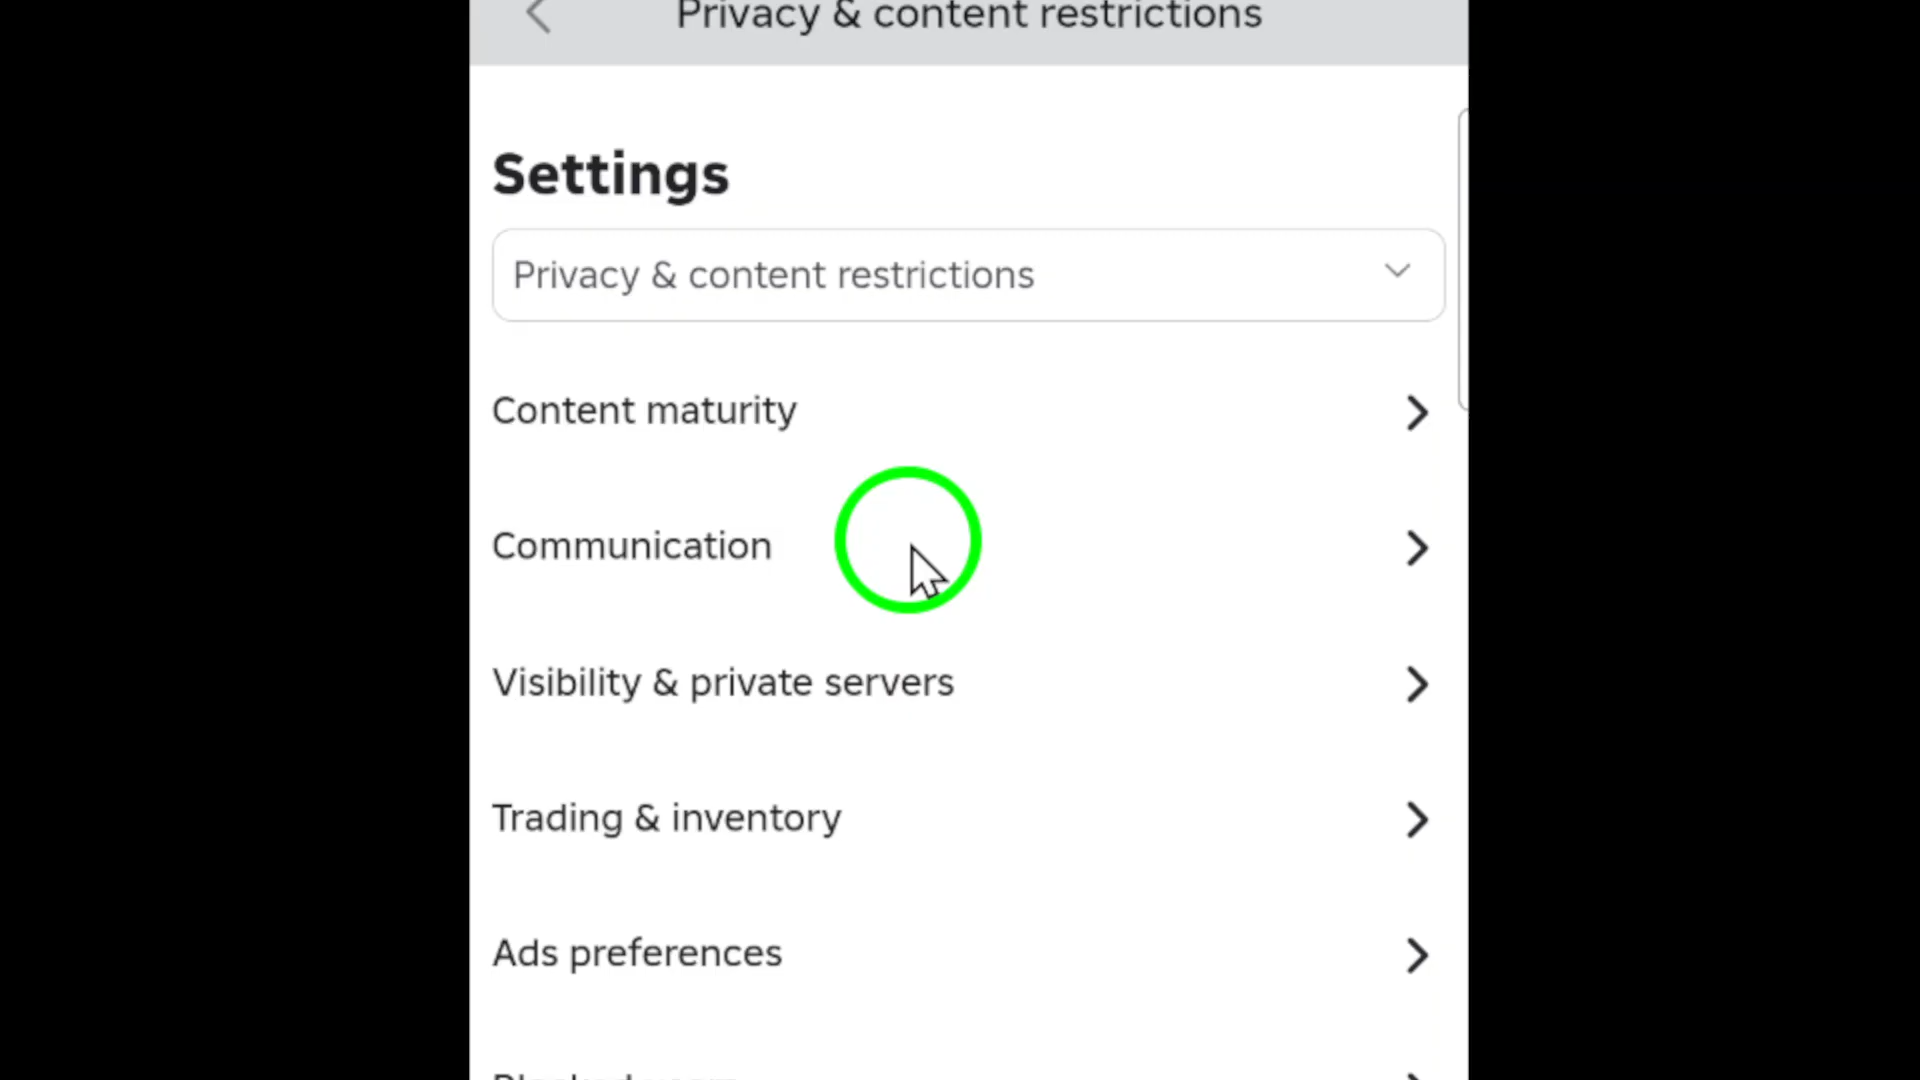 Privacy & content restrictions
Settings
Privacy & content restrictions
Content maturity
Communication
Visibility & private servers
Trading & inventory
Ads preferences